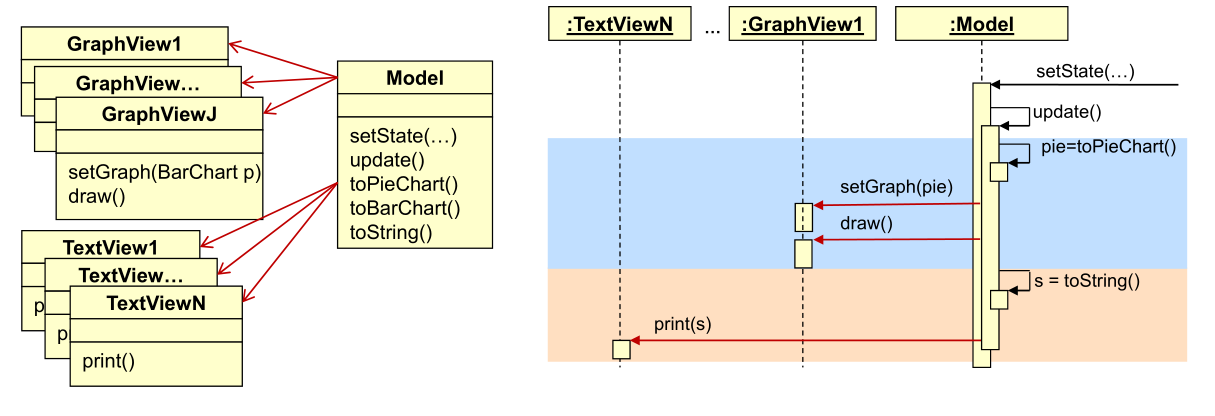 GraphView1
GraphView…
GraphViewJ
setGraph(BarChart p)
draw()
Model
setState(…)
update()
toPieChart()
toBarChart()
toString()
TextView1
p
TextView…
p
TextViewN
print()
:TextViewN
...
:GraphView1
:Model
setState(…)
update()
pie=toPieChart()
setGraph(pie)
draw()
s = toString()
print(s)